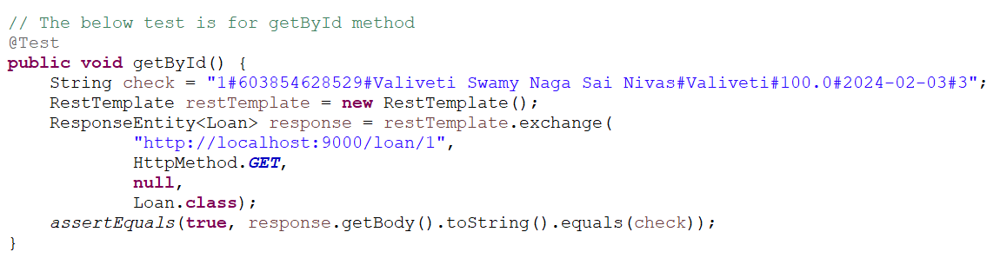 // The below test is for getById method
@Test
public void getById() {
    String check = "1#603854628529#Valiveti Swamy Naga Sai Nivas#Valiveti#100.0#2024-02-03#3";
    RestTemplate restTemplate = new RestTemplate();
    ResponseEntity<Loan> response = restTemplate.exchange(
            "http://localhost:9000/loan/1",
            HttpMethod.GET,
            null,
            Loan.class);
    assertEquals(true, response.getBody().toString().equals(check));
}